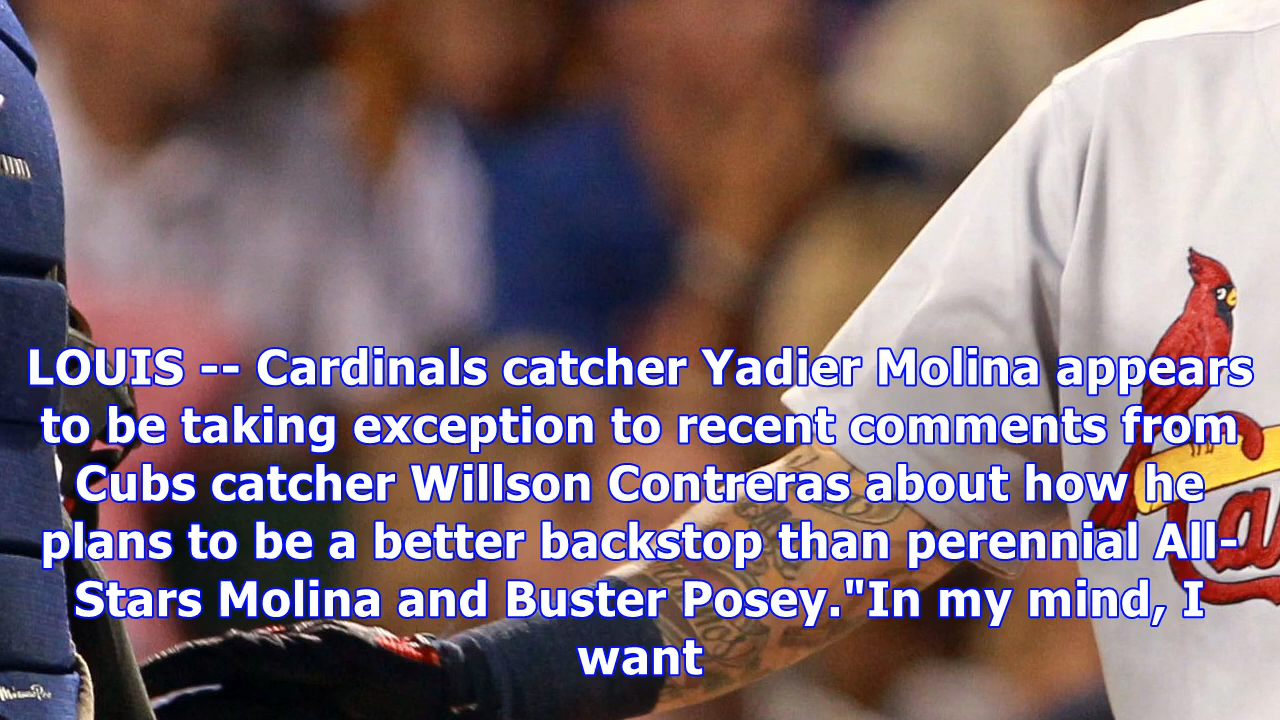 LOUIS -- Cardinals catcher Yadier Molina appears
to be taking exception to recent comments from
Cubs catcher Willson Contreras about how he
plans to be a better backstop than perennial All-
Stars Molina and Buster Posey."In my mind, I
want